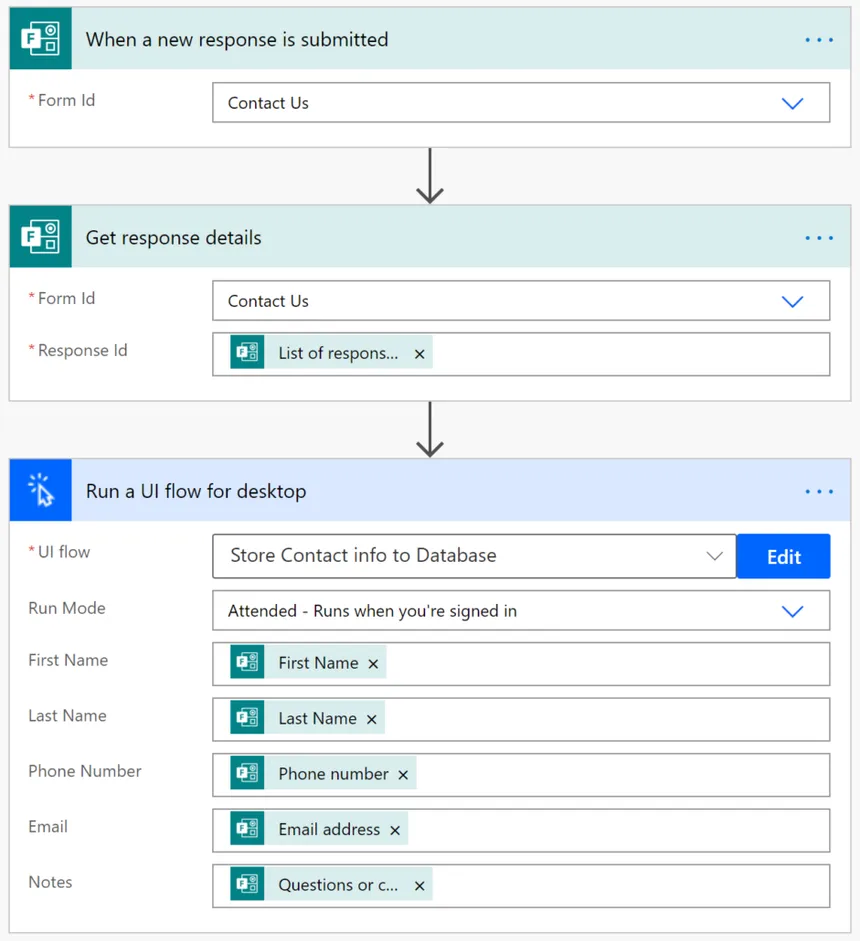 When a new response is submitted
* Form Id
Contact Us
Get response details
* Form Id
Contact Us
* Response Id
List of respons... ×
Run a UI flow for desktop
* UI flow
Store Contact info to Database
Edit
Run Mode
Attended - Runs when you're signed in
First Name
First Name ×
Last Name
Last Name ×
Phone Number
Phone number ×
Email
Email address ×
Notes
Questions or c... ×